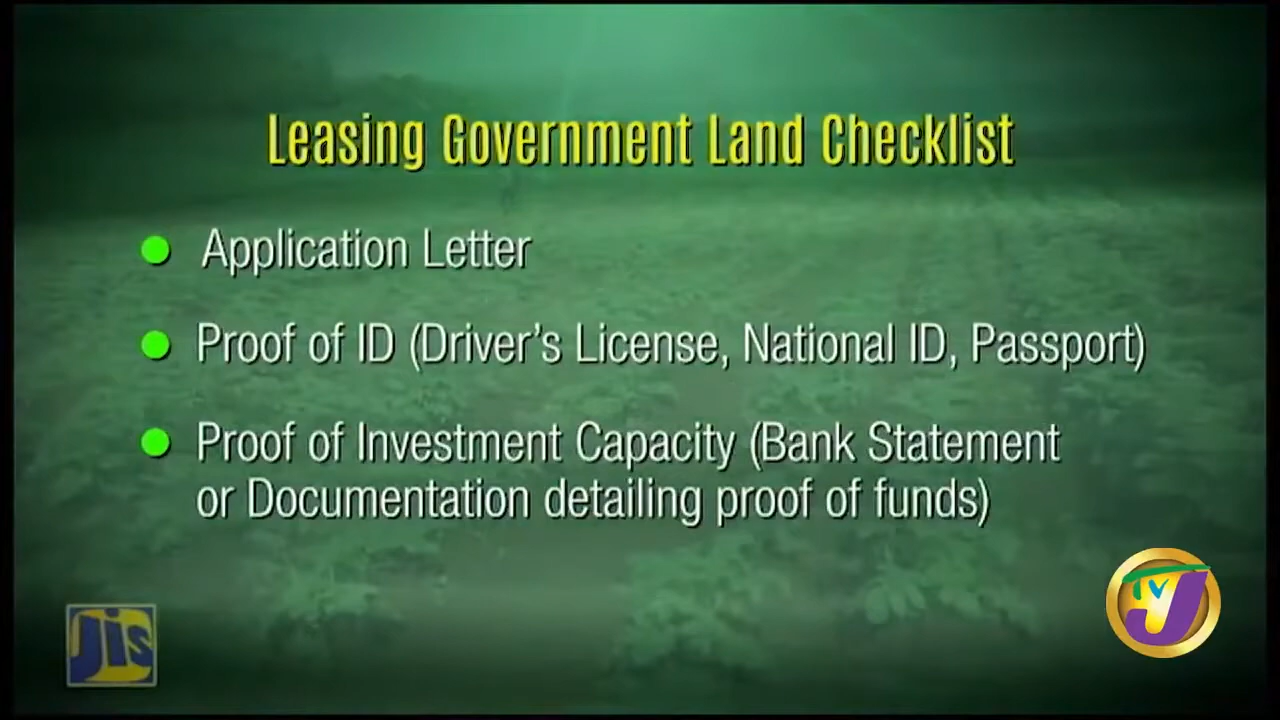 Leasing Government Land Checklist
Application Letter
Proof of ID (Driver's License, National ID, Passport)
Proof of Investment Capacity (Bank Statement
or Documentation detailing proof of funds)
JIS
TVJ